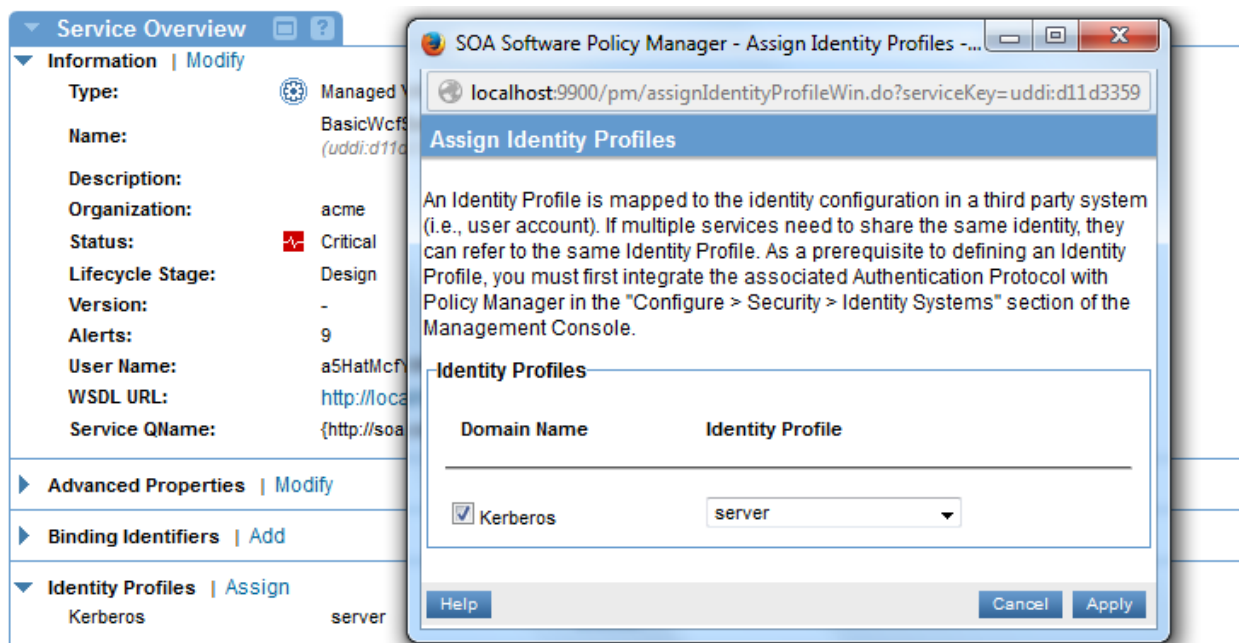 Service Overview
?
Information | Modify
Type: Managed
Name: BasicWcf
(uddi:d11d
Description:
Organization: acme
Status: Critical
Lifecycle Stage: Design
Version: -
Alerts: 9
User Name: a5HatMcfY
WSDL URL: http://loca
Service QName: {http://soa
Advanced Properties | Modify
Binding Identifiers | Add
Identity Profiles | Assign
Kerberos server
SOA Software Policy Manager - Assign Identity Profiles -...
localhost:9900/pm/assignIdentityProfileWin.do?serviceKey=uddi:d11d3359
Assign Identity Profiles
An Identity Profile is mapped to the identity configuration in a third party system
(i.e., user account). If multiple services need to share the same identity, they
can refer to the same Identity Profile. As a prerequisite to defining an Identity
Profile, you must first integrate the associated Authentication Protocol with
Policy Manager in the "Configure > Security > Identity Systems" section of the
Management Console.
Identity Profiles
Domain Name Identity Profile
Kerberos server
Help Cancel Apply